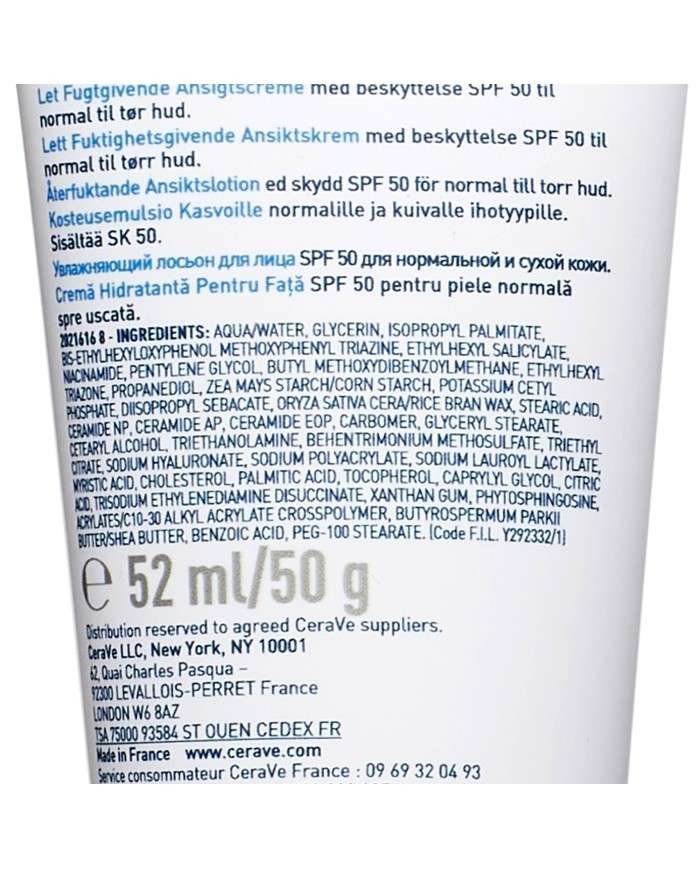 Let Fugtgivende Ansigtscreme med beskyttelse SPF 50 til
normal til tør hud.
Lett Fuktighetsgivende Ansiktskrem med beskyttelse SPF 50 til
normal til tørr hud.
Återfuktande Ansiktslotion ed skydd SPF 50 för normal till torr hud.
Kosteusemulsio Kasvoille normalille ja kuivalle ihotyypille.
Sisältää SK 50.
Увлажняющий лосьон для лица SPF 50 для нормальной и сухой кожи.
Cremă Hidratantă Pentru Față SPF 50 pentru piele normală
spre uscată.
2021616 8 - INGREDIENTS: AQUA/WATER, GLYCERIN, ISOPROPYL PALMITATE,
BIS-ETHYLHEXYLOXYPHENOL METHOXYPHENYL TRIAZINE, ETHYLHEXYL SALICYLATE,
NIACINAMIDE, PENTYLENE GLYCOL, BUTYL METHOXYDIBENZOYLMETHANE, ETHYLHEXYL
TRIAZONE, PROPANEDIOL, ZEA MAYS STARCH/CORN STARCH, POTASSIUM CETYL
PHOSPHATE, DIISOPROPYL SEBACATE, ORYZA SATIVA CERA/RICE BRAN WAX, STEARIC ACID,
CERAMIDE NP, CERAMIDE AP, CERAMIDE EOP, CARBOMER, GLYCERYL STEARATE,
CETEARYL ALCOHOL, TRIETHANOLAMINE, BEHENTRIMONIUM METHOSULFATE, TRIETHYL
CITRATE, SODIUM HYALURONATE, SODIUM POLYACRYLATE, SODIUM LAUROYL LACTYLATE,
MYRISTIC ACID, CHOLESTEROL, PALMITIC ACID, TOCOPHEROL, CAPRYLYL GLYCOL, CITRIC
ACID, TRISODIUM ETHYLENEDIAMINE DISUCCINATE, XANTHAN GUM, PHYTOSPHINGOSINE,
ACRYLATES/C10-30 ALKYL ACRYLATE CROSSPOLYMER, BUTYROSPERMUM PARKII
BUTTER/SHEA BUTTER, BENZOIC ACID, PEG-100 STEARATE. (Code F.I.L. Y292332/1)
℮ 52 ml/50 g
Distribution reserved to agreed CeraVe suppliers.
CeraVe LLC, New York, NY 10001
62, Quai Charles Pasqua –
92300 LEVALLOIS-PERRET France
LONDON W6 8AZ
TSA 75000 93584 ST OUEN CEDEX FR
Made in France www.cerave.com
Service consommateur CeraVe France : 09 69 32 04 93